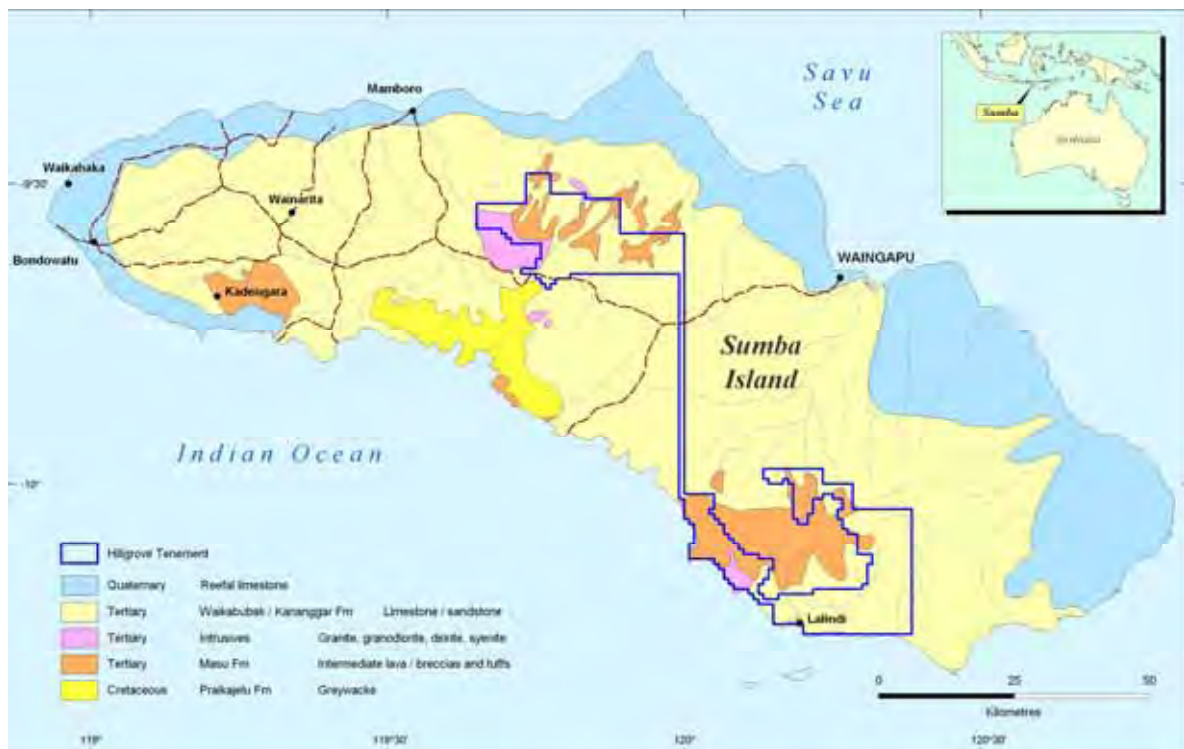 Savu
Sea
Sumba
Mamboro
Waikahaka
-9°30'
Wainarita
Bondowatu
Kadengara
WAINGAPU
Sumba
Island
Indian Ocean
-10°
Lalindi
Hillgrove Tenement
Quaternary Reefal limestone
Tertiary Waikabubak / Kananggar Fm Limestone / sandstone
Tertiary Intrusives Granite, granodiorite, diorite, syenite
Tertiary Masu Fm Intermediate lava / breccias and tuffs
Cretaceous Praikajelu Fm Greywacke
0 25 50
Kilometres
119° 119°30' 120° 120°30'